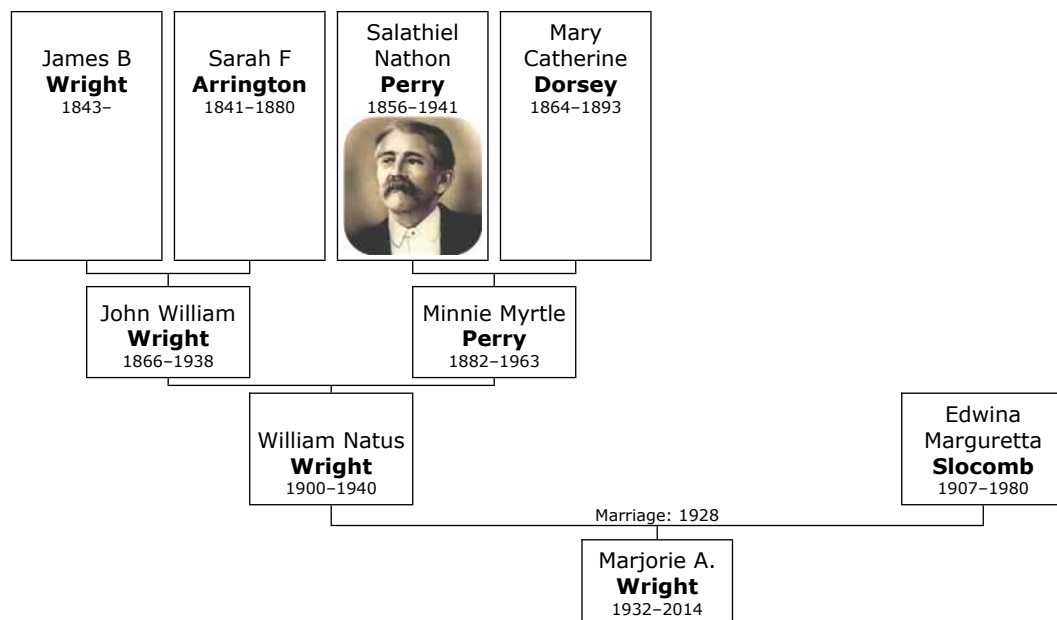 James B
Wright
1843–
Sarah F
Arrington
1841–1880
Salathiel
Nathon
Perry
1856–1941
Mary
Catherine
Dorsey
1864–1893
John William
Wright
1866–1938
Minnie Myrtle
Perry
1882–1963
William Natus
Wright
1900–1940
Edwina
Marguretta
Slocomb
1907–1980
Marriage: 1928
Marjorie A.
Wright
1932–2014